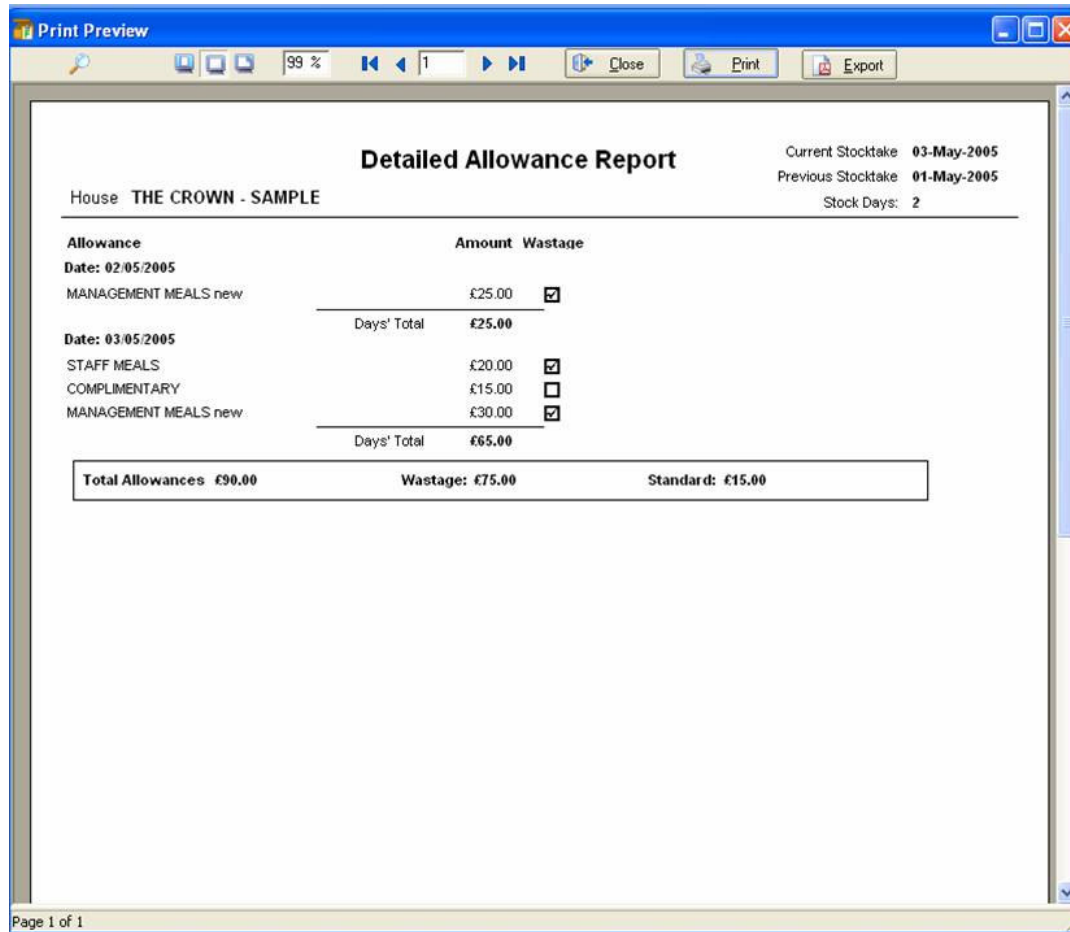 Print Preview
99 % 1 Close Print Export
Detailed Allowance Report
Current Stocktake 03-May-2005
Previous Stocktake 01-May-2005
House THE CROWN - SAMPLE
Stock Days: 2
Allowance Amount Wastage
Date: 02/05/2005
MANAGEMENT MEALS new £25.00
Days' Total £25.00
Date: 03/05/2005
STAFF MEALS £20.00
COMPLIMENTARY £15.00
MANAGEMENT MEALS new £30.00
Days' Total £65.00
Total Allowances £90.00 Wastage: £75.00 Standard: £15.00
Page 1 of 1